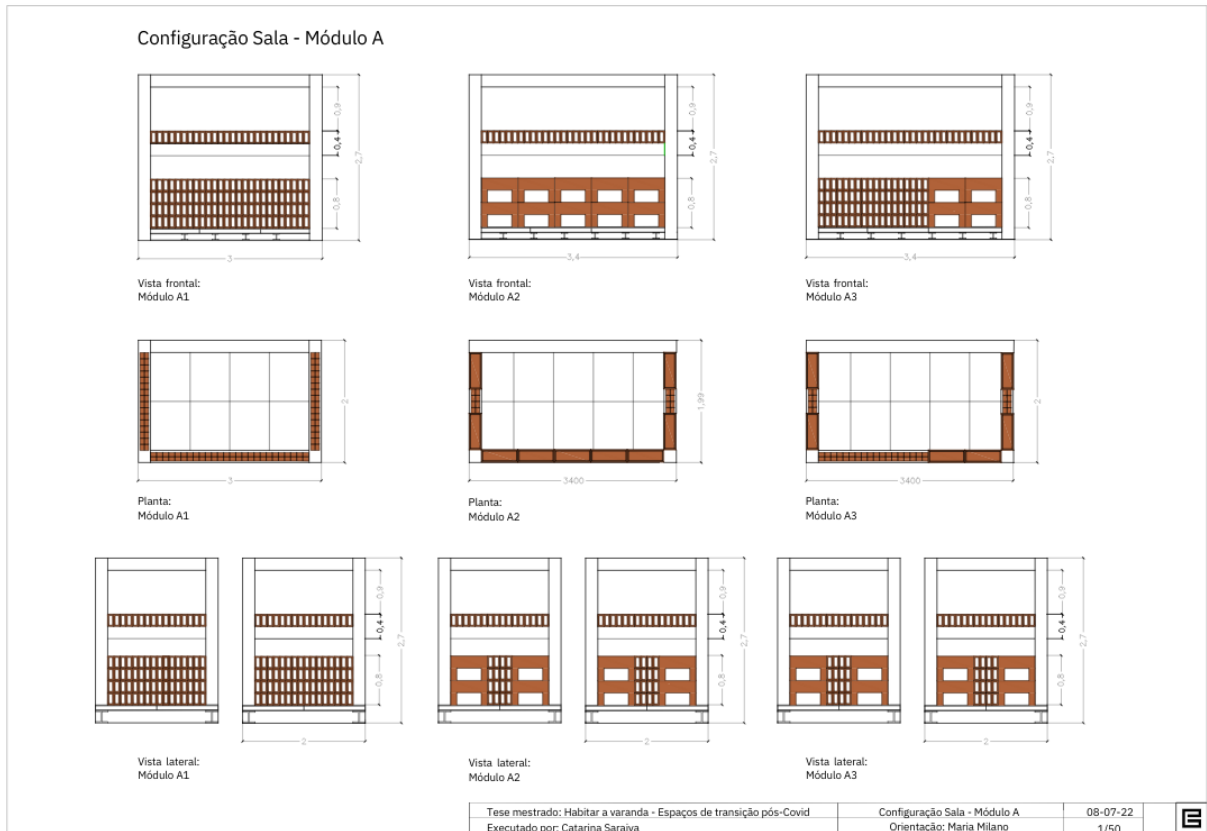 Configuração Sala - Módulo A
0,9
0,4
2,7
0,8
3
0,9
0,4
2,7
0,8
3,4
0,9
0,4
2,7
0,8
3,4
Vista frontal:
Módulo A1
Vista frontal:
Módulo A2
Vista frontal:
Módulo A3
2
3
1,99
3400
2
3400
Planta:
Módulo A1
Planta:
Módulo A2
Planta:
Módulo A3
0,9
0,4
2,7
0,8
2
0,9
0,4
2,7
0,8
2
0,9
0,4
2,7
0,8
2
Vista lateral:
Módulo A1
Vista lateral:
Módulo A2
Vista lateral:
Módulo A3
Tese mestrado: Habitar a varanda - Espaços de transição pós-Covid
Configuração Sala - Módulo A
08-07-22
Executado por: Catarina Saraiva
Orientação: Maria Milano
1/50